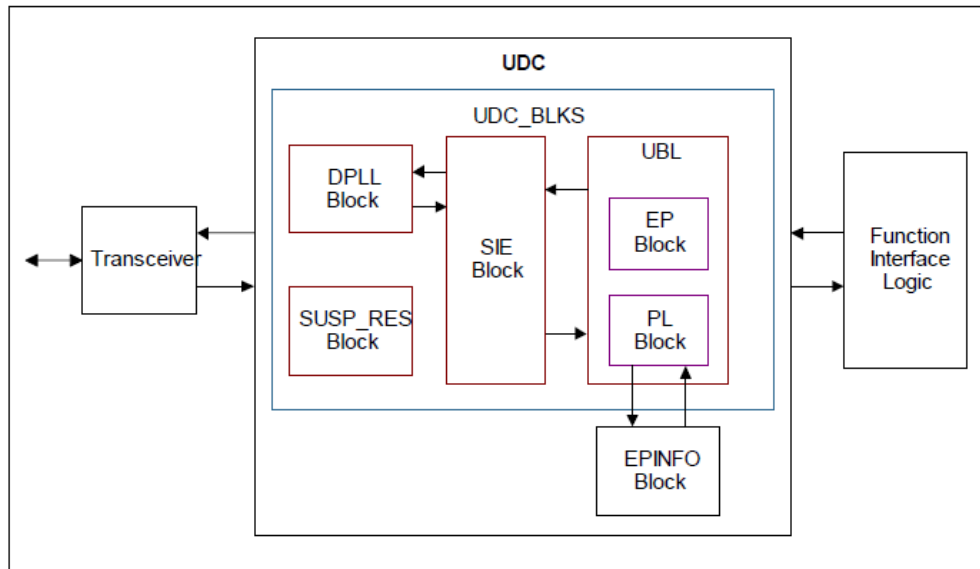 UDC
UDC_BLKS
DPLL
Block
SUSP_RES
Block
SIE
Block
UBL
EP
Block
PL
Block
EPINFO
Block
Transceiver
Function
Interface
Logic